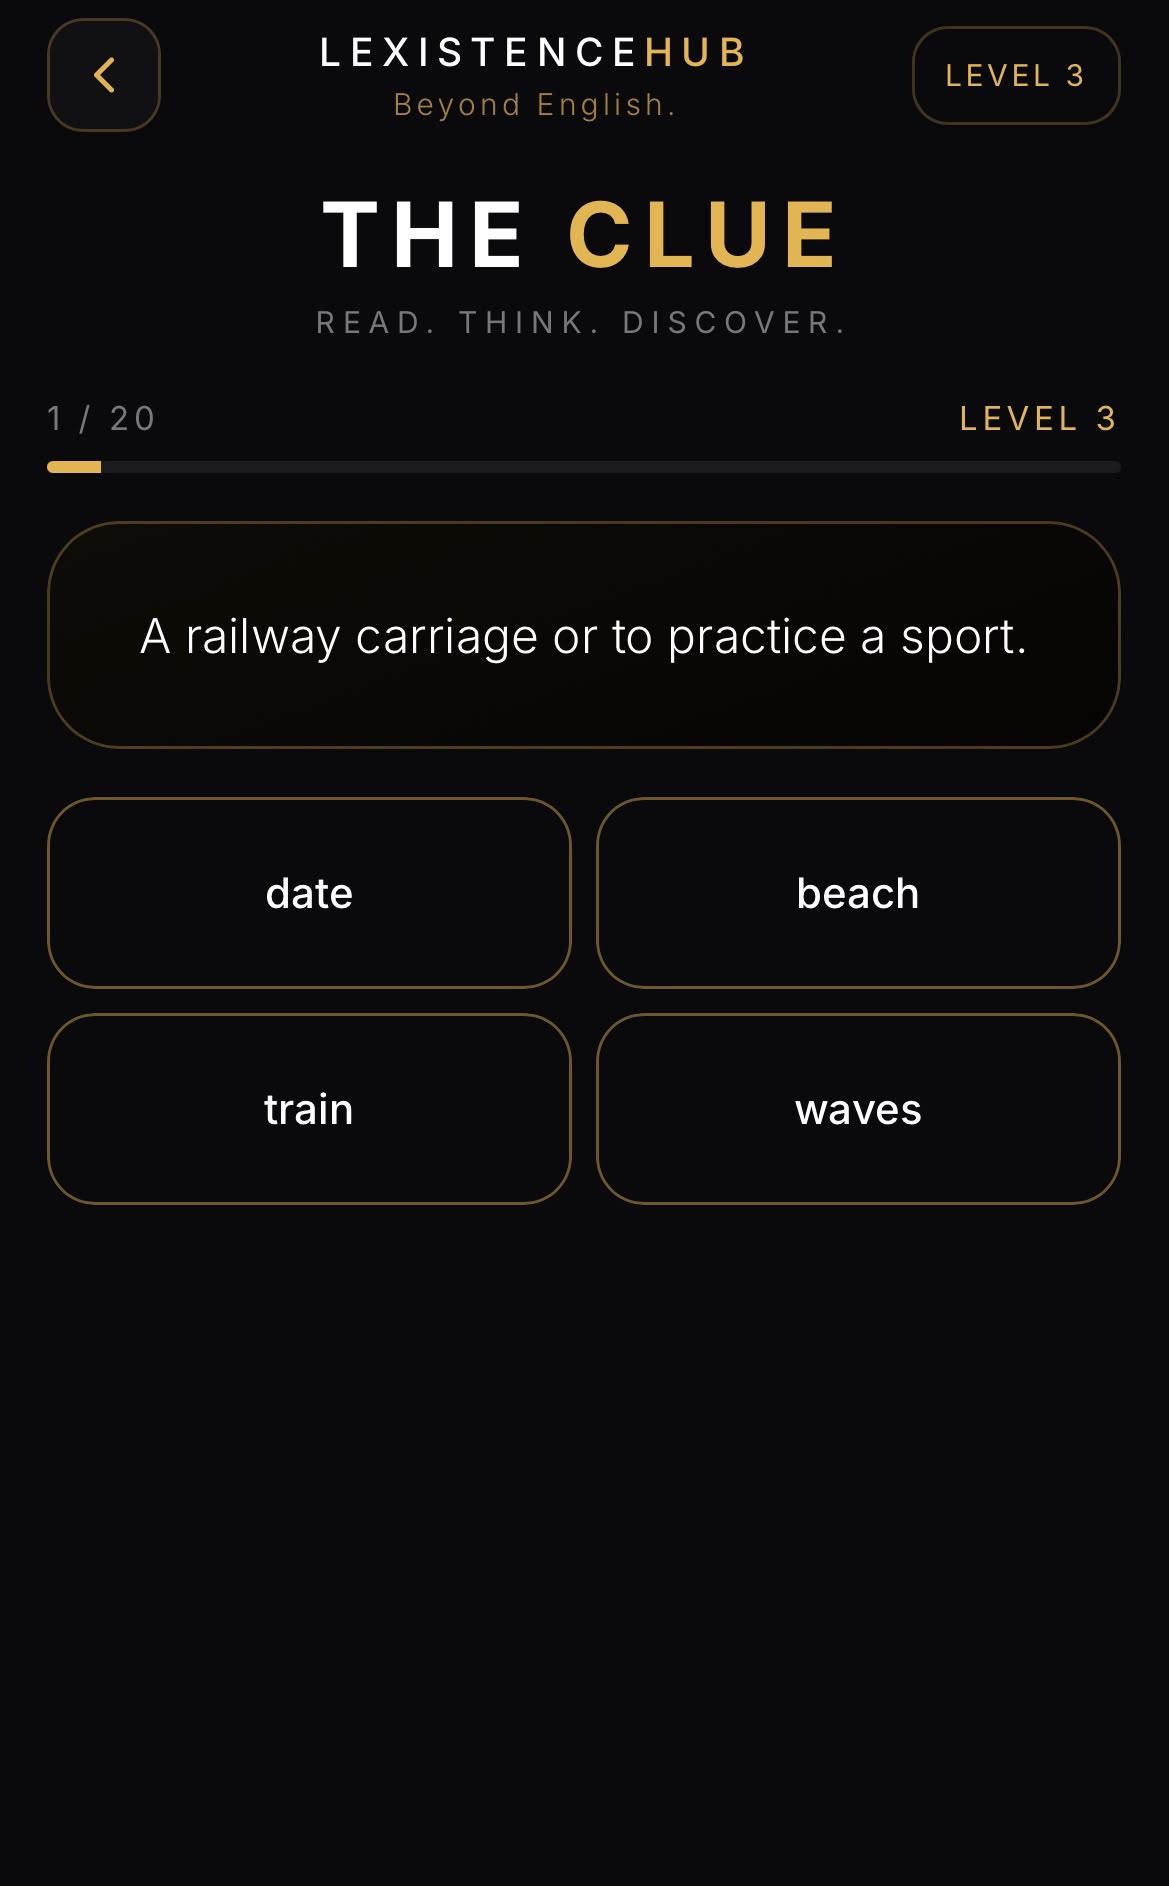 LEXISTENCEHUB
Beyond English.
LEVEL 3
THE CLUE
READ. THINK. DISCOVER.
1 / 20
LEVEL 3
A railway carriage or to practice a sport.
date
beach
train
waves